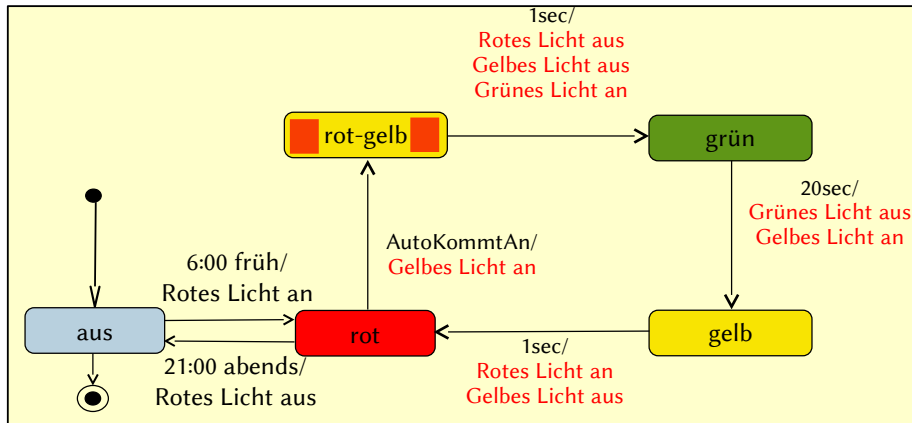 1sec/
Rotes Licht aus
Gelbes Licht aus
Grünes Licht an
rot-gelb
grün
20sec/
Grünes Licht aus
Gelbes Licht an
AutoKommtAn/
Gelbes Licht an
6:00 früh/
Rotes Licht an
aus
rot
gelb
21:00 abends/
Rotes Licht aus
1sec/
Rotes Licht an
Gelbes Licht aus